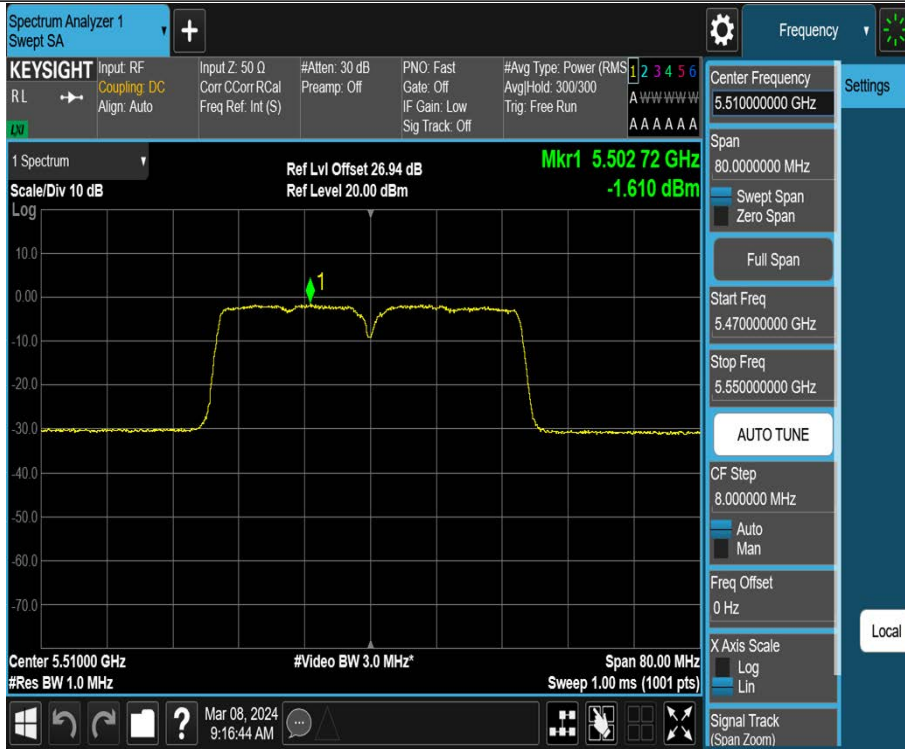 Spectrum Analyzer 1
Swept SA
+
Frequency
KEYSIGHT
RL
LXI
Input: RF
Coupling: DC
Align: Auto
Input Z: 50 Ω
Corr CCorr RCal
Freq Ref: Int (S)
#Atten: 30 dB
Preamp: Off
PNO: Fast
Gate: Off
IF Gain: Low
Sig Track: Off
#Avg Type: Power (RMS
Avg|Hold: 300/300
Trig: Free Run
1 2 3 4 5 6
A W W W W W
A A A A A A
1 Spectrum
Scale/Div 10 dB
Log
Ref Lvl Offset 26.94 dB
Ref Level 20.00 dBm
Mkr1 5.502 72 GHz
-1.610 dBm
1
10.0
0.00
-10.0
-20.0
-30.0
-40.0
-50.0
-60.0
-70.0
Center 5.51000 GHz
#Res BW 1.0 MHz
#Video BW 3.0 MHz*
Span 80.00 MHz
Sweep 1.00 ms (1001 pts)
?
Mar 08, 2024
9:16:44 AM
Center Frequency
5.510000000 GHz
Span
80.0000000 MHz
Swept Span
Zero Span
Full Span
Start Freq
5.470000000 GHz
Stop Freq
5.550000000 GHz
AUTO TUNE
CF Step
8.000000 MHz
Auto
Man
Freq Offset
0 Hz
X Axis Scale
Log
Lin
Signal Track
(Span Zoom)
Settings
Local